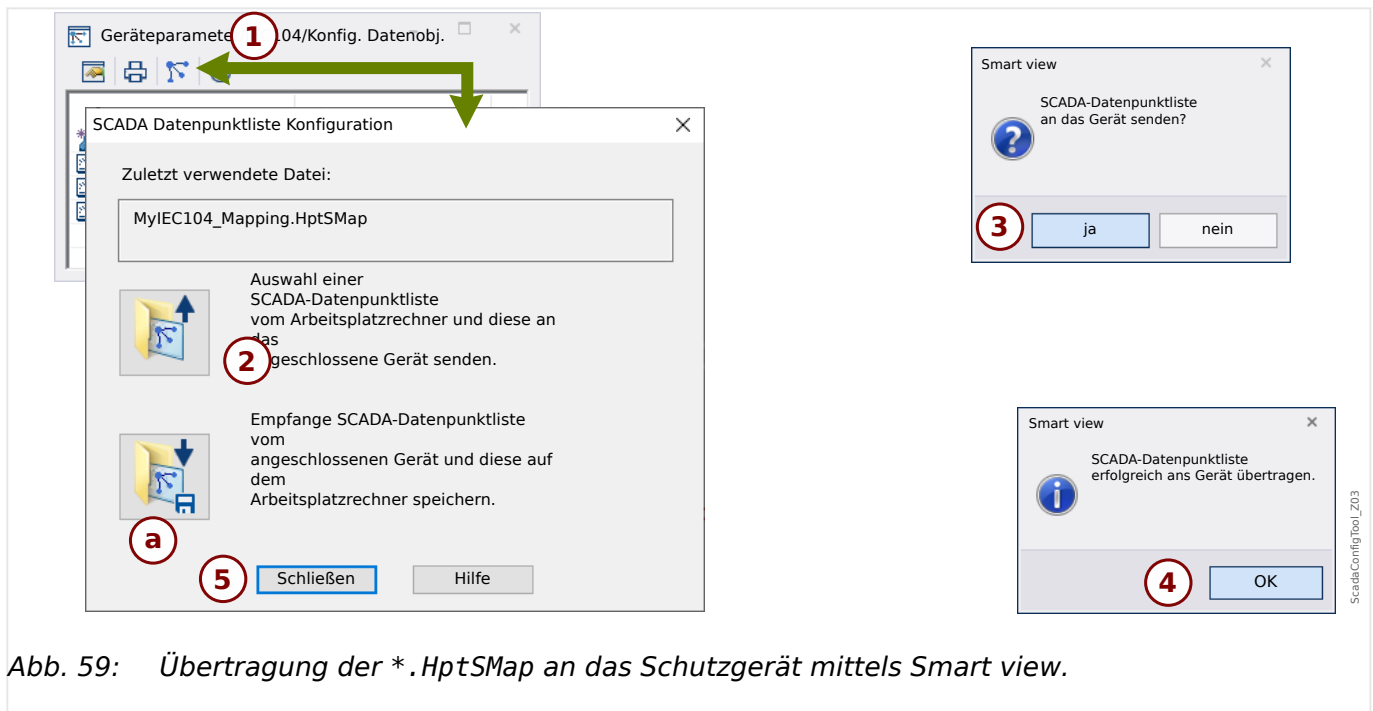 Geräteparamete 1 04/Konfig. Datenobj.
SCADA Datenpunktliste Konfiguration
Zuletzt verwendete Datei:
MyIEC104_Mapping.HptSMap
Auswahl einer
SCADA-Datenpunktliste
vom Arbeitsplatzrechner und diese an
das
2 geschlossene Gerät senden.
Empfange SCADA-Datenpunktliste
vom
angeschlossenen Gerät und diese auf
dem
Arbeitsplatzrechner speichern.
a
5 Schließen Hilfe
Smart view
SCADA-Datenpunktliste
an das Gerät senden?
3 ja nein
Smart view
SCADA-Datenpunktliste
erfolgreich ans Gerät übertragen.
4 OK
ScadaConfigTool_Z03
Abb. 59: Übertragung der *.HptSMap an das Schutzgerät mittels Smart view.